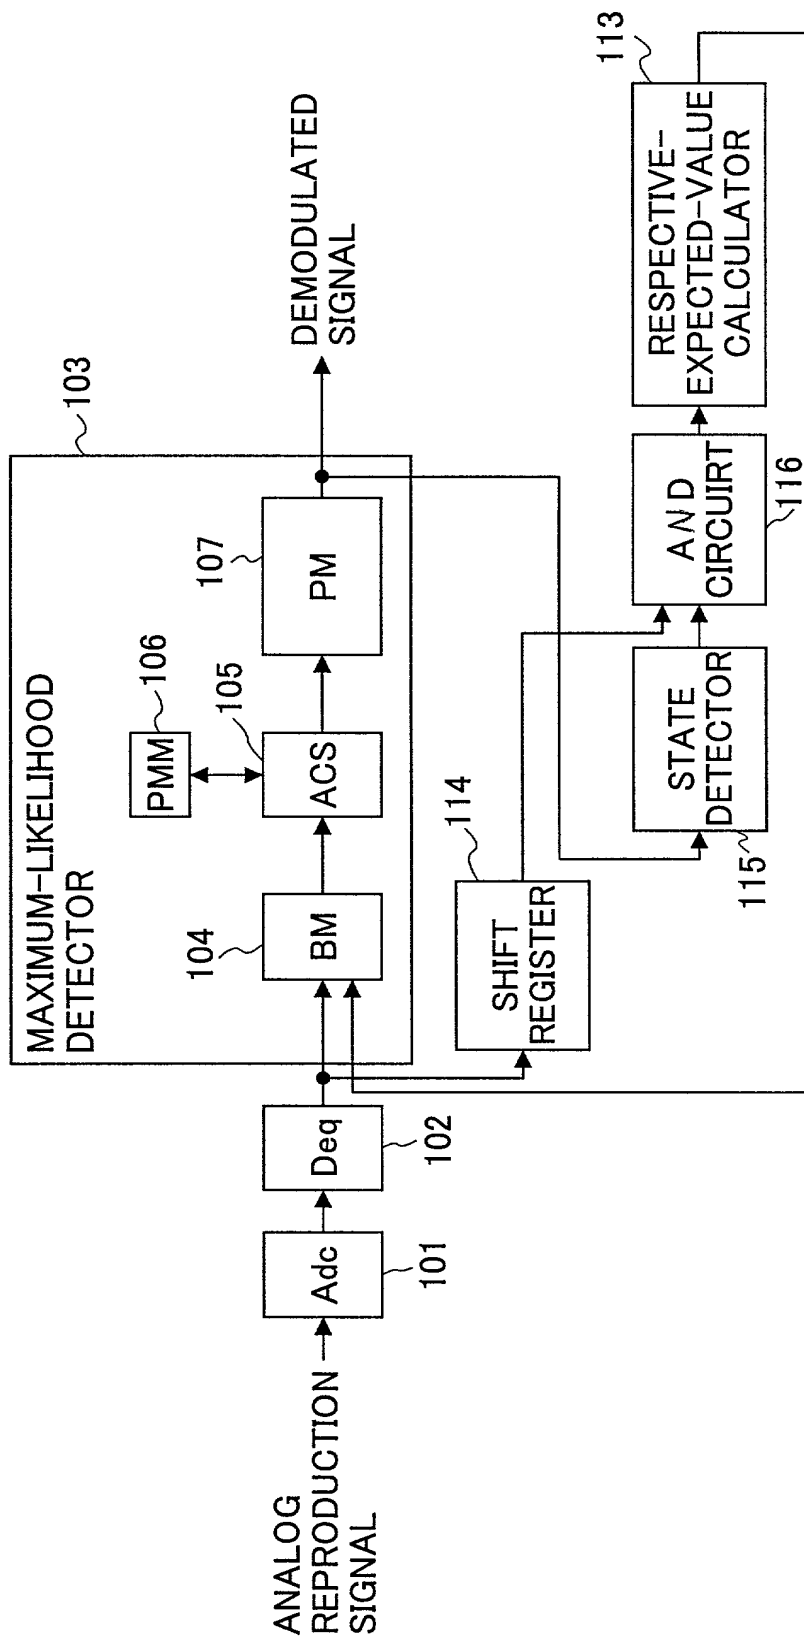 ANALOG
REPRODUCTION
SIGNAL
Adc
101
Deq
102
MAXIMUM-LIKELIHOOD
DETECTOR
103
BM
104
ACS
105
PMM
106
PM
107
DEMODULATED
SIGNAL
SHIFT
REGISTER
114
STATE
DETECTOR
115
AND
CIRCUIRT
116
RESPECTIVE-
EXPECTED-VALUE
CALCULATOR
113